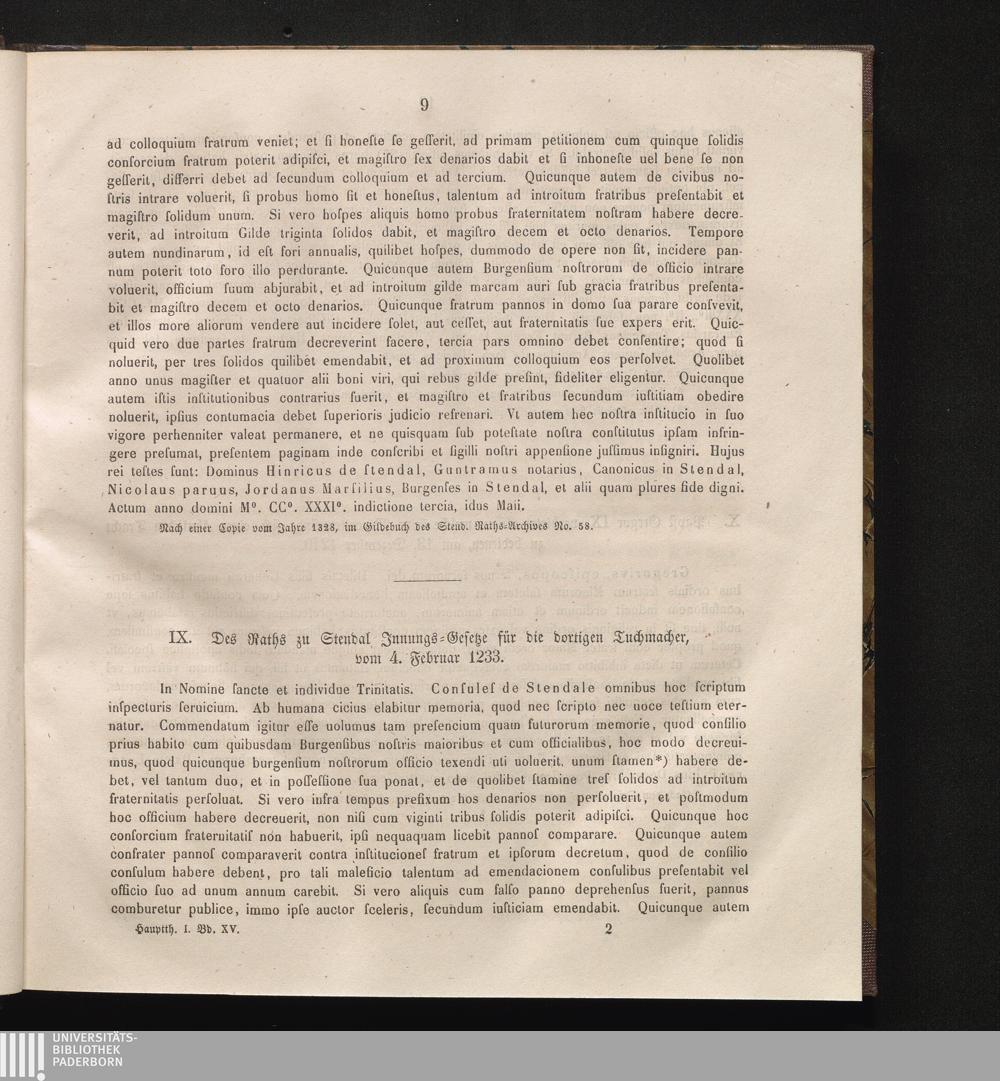 9
ad colloquium fratrum veniet; et ſi honeſte ſe geſſerit, ad primam petitionem cum quinque ſolidis
conſorcium fratrum poterit adipiſci, et magiſtro ſex denarios dabit et ſi inhoneſte uel bene ſe non
geſſerit, differri debet ad ſecundum colloquium et ad tercium. Quicunque autem de civibus no-
ſtris intrare voluerit, ſi probus homo ſit et honeſtus, talentum ad introitum fratribus preſentabit et
magiſtro ſolidum unum. Si vero hoſpes aliquis homo probus fraternitatem noſtram habere decre-
verit, ad introitum Gilde triginta ſolidos dabit, et magiſtro decem et octo denarios. Tempore
autem nundinarum, id eſt fori annualis, quilibet hoſpes, dummodo de opere non ſit, incidere pan-
num poterit toto foro illo perdurante. Quicunque autem Burgenſium noſtrorum de officio intrare
voluerit, officium ſuum abjurabit, et ad introitum gilde marcam auri ſub gracia fratribus preſenta-
bit et magiſtro decem et octo denarios. Quicunque fratrum pannos in domo ſua parare conſvevit,
et illos more aliorum vendere aut incidere ſolet, aut ceſſet, aut fraternitatis ſue expers erit. Quic-
quid vero due partes fratrum decreverint facere, tercia pars omnino debet conſentire; quod ſi
noluerit, per tres ſolidos quilibet emendabit, et ad proximum colloquium eos perſolvet. Quolibet
anno unus magiſter et quatuor alii boni viri, qui rebus gilde preſint, fideliter eligentur. Quicunque
autem iſtis inſtitutionibus contrarius fuerit, et magiſtro et fratribus ſecundum iuſtitiam obedire
noluerit, ipſius contumacia debet ſuperioris judicio refrenari. Vt autem hec noſtra inſtitucio in ſuo
vigore perhenniter valeat permanere, et ne quisquam ſub poteſtate noſtra conſtitutus ipſam infrin-
gere preſumat, preſentem paginam inde conſcribi et ſigilli noſtri appenſione juſſimus inſigniri. Hujus
rei teſtes ſunt: Dominus Hinricus de ſtendal, Guntramus notarius, Canonicus in Stendal,
Nicolaus paruus, Jordanus Marſilius, Burgenſes in Stendal, et alii quam plures fide digni.
Actum anno domini M⁰. CC⁰. XXXI⁰. indictione tercia, idus Maii.
Nach einer Copie vom Jahre 1328, im Gildebuch des Stend. Raths-Archives No. 58.
IX. Des Raths zu Stendal Innungs-Geſetze für die dortigen Tuchmacher,
vom 4. Februar 1233.
In Nomine ſancte et individue Trinitatis. Conſuleſ de Stendale omnibus hoc ſcriptum
inſpecturis ſeruicium. Ab humana cicius elabitur memoria, quod nec ſcripto nec uoce teſtium eter-
natur. Commendatum igitur eſſe uolumus tam preſencium quam futurorum memorie, quod conſilio
prius habito cum quibusdam Burgenſibus noſtris maioribus et cum officialibus, hoc modo decreui-
mus, quod quicunque burgenſium noſtrorum officio texendi uti uoluerit, unum ſtamen*) habere de-
bet, vel tantum duo, et in poſſeſſione ſua ponat, et de quolibet ſtamine treſ ſolidos ad introitum
fraternitatis perſoluat. Si vero infra tempus prefixum hos denarios non perſoluerit, et poſtmodum
hoc officium habere decreuerit, non niſi cum viginti tribus ſolidis poterit adipiſci. Quicunque hoc
conſorcium frateruitatiſ non habuerit, ipſi nequaquam licebit pannoſ comparare. Quicunque autem
confrater pannoſ comparaverit contra inſtitucioneſ fratrum et ipſorum decretum, quod de conſilio
conſulum habere debent, pro tali maleficio talentum ad emendacionem conſulibus preſentabit vel
officio ſuo ad unum annum carebit. Si vero aliquis cum falſo panno deprehenſus fuerit, pannus
comburetur publice, immo ipſe auctor ſceleris, ſecundum iuſticiam emendabit. Quicunque autem
Hauptth. I. Bd. XV.
2
UNIVERSITÄTS-
BIBLIOTHEK
PADERBORN